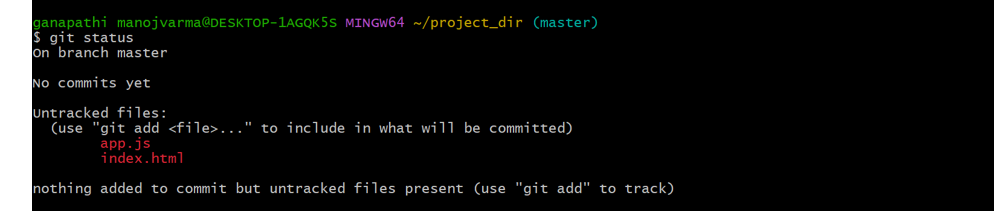 ganapathi manojvarma@DESKTOP-1AGQK5S MINGW64 ~/project_dir (master)
$ git status
On branch master
No commits yet
Untracked files:
(use "git add <file>..." to include in what will be committed)
app.js
index.html
nothing added to commit but untracked files present (use "git add" to track)